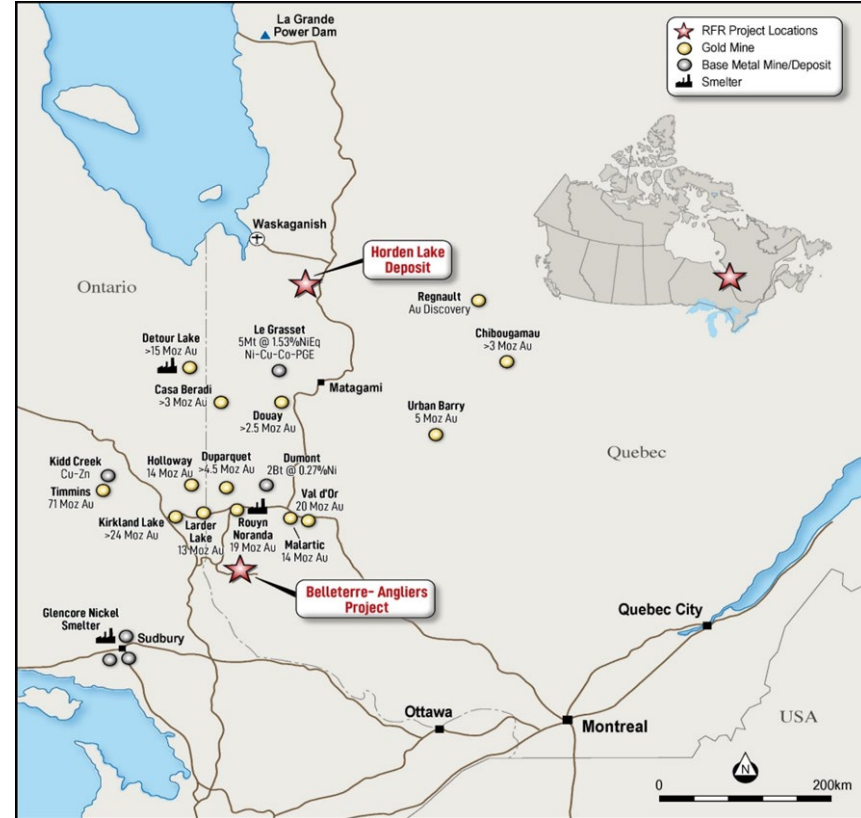 La Grande
Power Dam
RFR Project Locations
Gold Mine
Base Metal Mine/Deposit
Smelter
Waskaganish
Horden Lake
Deposit
Ontario
Regnault
Au Discovery
Detour Lake
>15 Moz Au
Le Grasset
5Mt @ 1.53%NiEq
Ni-Cu-Co-PGE
Chibougamau
>3 Moz Au
Casa Beradi
>3 Moz Au
Matagami
Douay
>2.5 Moz Au
Urban Barry
5 Moz Au
Quebec
Kidd Creek
Cu-Zn
Timmins
71 Moz Au
Holloway
14 Moz Au
Duparquet
>4.5 Moz Au
Dumont
2Bt @ 0.27%Ni
Val d'Or
20 Moz Au
Kirkland Lake
>24 Moz Au
Larder
Lake
13 Moz Au
Rouyn
Noranda
19 Moz Au
Malartic
14 Moz Au
Belleterre- Angliers
Project
Glencore Nickel
Smelter
Sudbury
Quebec City
Ottawa
Montreal
USA
N
0
200km